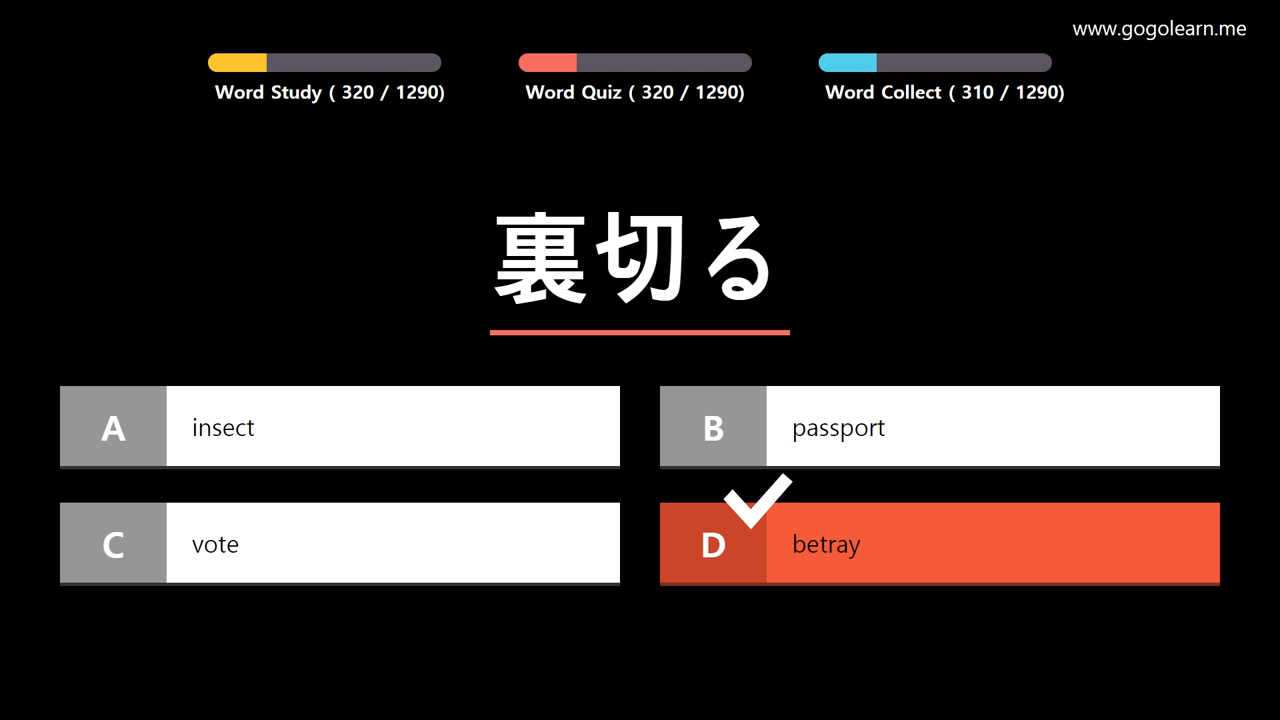 www.gogolearn.me
Word Study ( 320 / 1290)
Word Quiz ( 320 / 1290)
Word Collect ( 310 / 1290)
裏切る
A insect
B passport
C vote
D betray